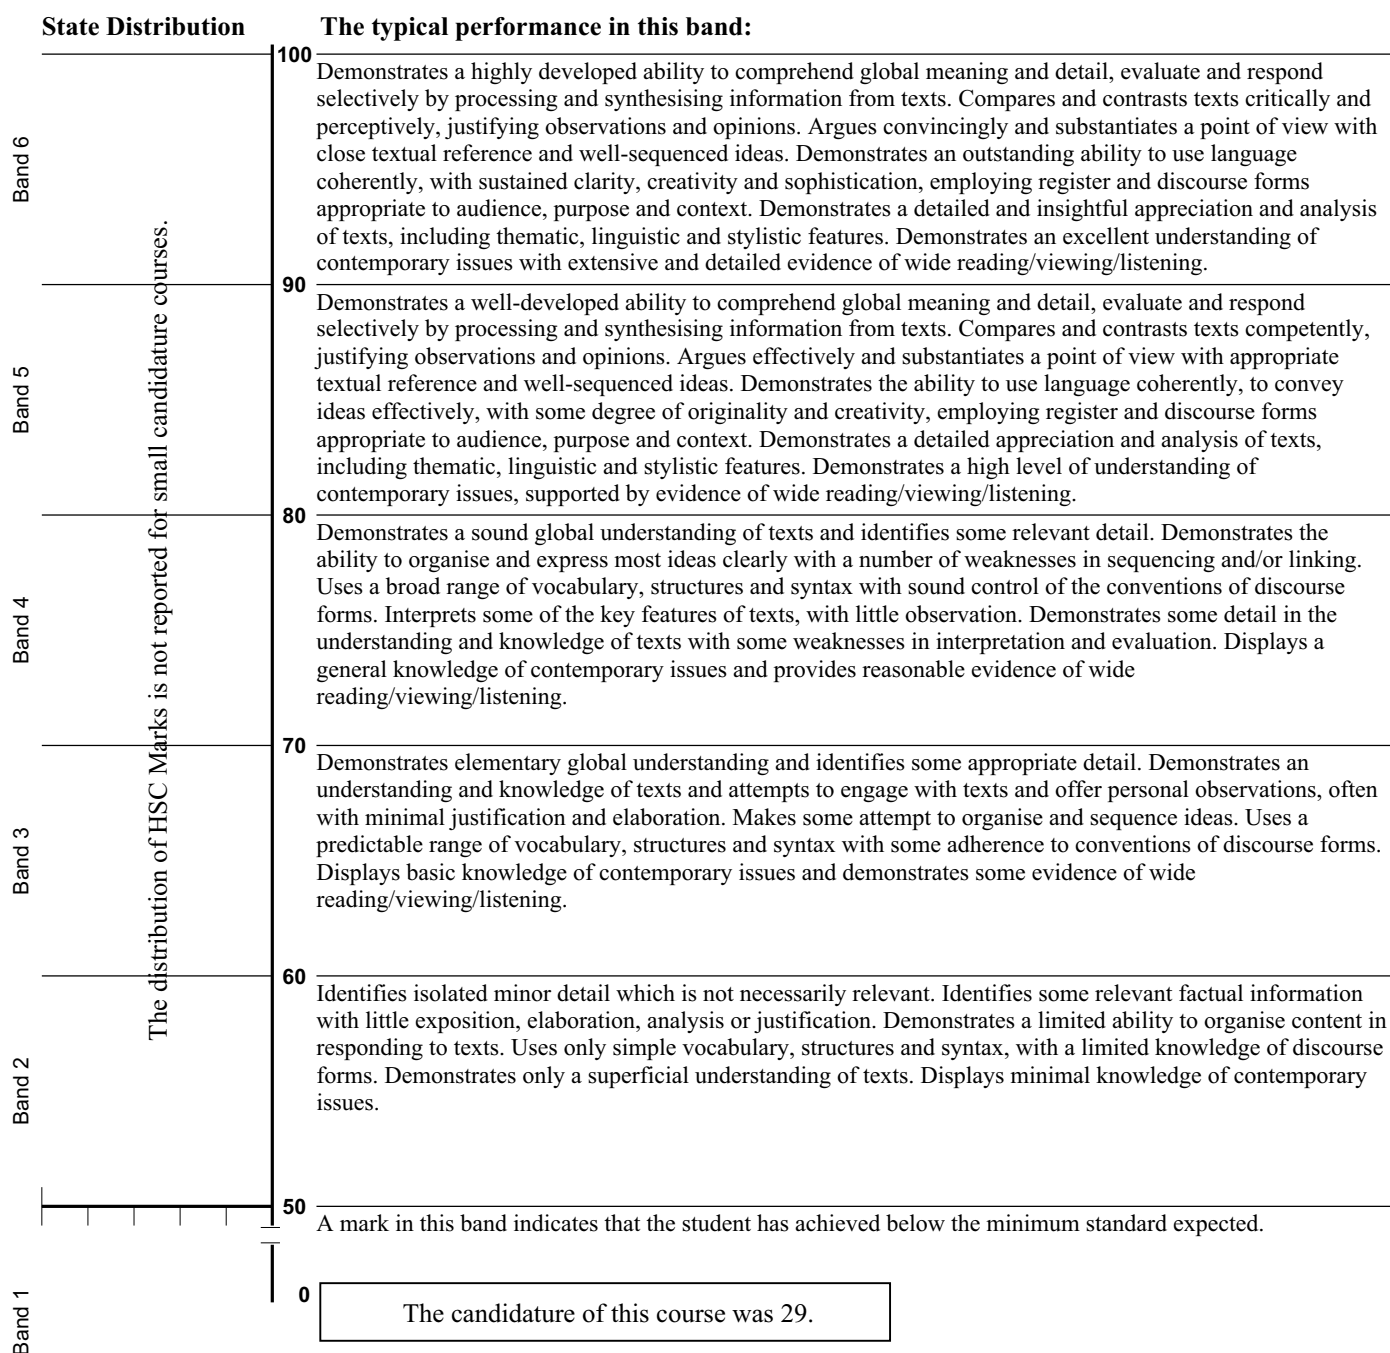 State Distribution
The typical performance in this band:
100
Band 6
Demonstrates a highly developed ability to comprehend global meaning and detail, evaluate and respond
selectively by processing and synthesising information from texts. Compares and contrasts texts critically and
perceptively, justifying observations and opinions. Argues convincingly and substantiates a point of view with
close textual reference and well-sequenced ideas. Demonstrates an outstanding ability to use language
coherently, with sustained clarity, creativity and sophistication, employing register and discourse forms
appropriate to audience, purpose and context. Demonstrates a detailed and insightful appreciation and analysis
of texts, including thematic, linguistic and stylistic features. Demonstrates an excellent understanding of
contemporary issues with extensive and detailed evidence of wide reading/viewing/listening.
The distribution of HSC Marks is not reported for small candidature courses.
90
Band 5
Demonstrates a well-developed ability to comprehend global meaning and detail, evaluate and respond
selectively by processing and synthesising information from texts. Compares and contrasts texts competently,
justifying observations and opinions. Argues effectively and substantiates a point of view with appropriate
textual reference and well-sequenced ideas. Demonstrates the ability to use language coherently, to convey
ideas effectively, with some degree of originality and creativity, employing register and discourse forms
appropriate to audience, purpose and context. Demonstrates a detailed appreciation and analysis of texts,
including thematic, linguistic and stylistic features. Demonstrates a high level of understanding of
contemporary issues, supported by evidence of wide reading/viewing/listening.
80
Band 4
Demonstrates a sound global understanding of texts and identifies some relevant detail. Demonstrates the
ability to organise and express most ideas clearly with a number of weaknesses in sequencing and/or linking.
Uses a broad range of vocabulary, structures and syntax with sound control of the conventions of discourse
forms. Interprets some of the key features of texts, with little observation. Demonstrates some detail in the
understanding and knowledge of texts with some weaknesses in interpretation and evaluation. Displays a
general knowledge of contemporary issues and provides reasonable evidence of wide
reading/viewing/listening.
70
Band 3
Demonstrates elementary global understanding and identifies some appropriate detail. Demonstrates an
understanding and knowledge of texts and attempts to engage with texts and offer personal observations, often
with minimal justification and elaboration. Makes some attempt to organise and sequence ideas. Uses a
predictable range of vocabulary, structures and syntax with some adherence to conventions of discourse forms.
Displays basic knowledge of contemporary issues and demonstrates some evidence of wide
reading/viewing/listening.
60
Band 2
Identifies isolated minor detail which is not necessarily relevant. Identifies some relevant factual information
with little exposition, elaboration, analysis or justification. Demonstrates a limited ability to organise content in
responding to texts. Uses only simple vocabulary, structures and syntax, with a limited knowledge of discourse
forms. Demonstrates only a superficial understanding of texts. Displays minimal knowledge of contemporary
issues.
50
A mark in this band indicates that the student has achieved below the minimum standard expected.
Band 1
0
The candidature of this course was 29.